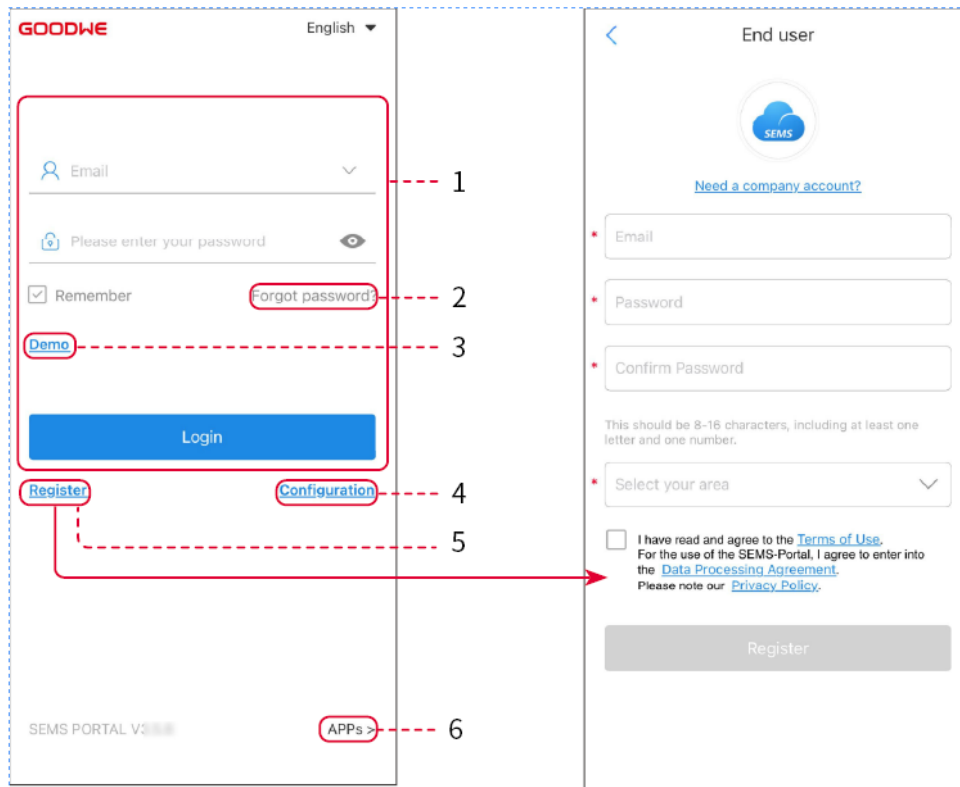 GOODWE
English
Email
1
Please enter your password
Remember
Forgot password?
2
Demo
3
Login
Register
Configuration
4
5
SEMS PORTAL V
APPs >
6
End user
SEMS
Need a company account?
* Email
* Password
* Confirm Password
This should be 8-16 characters, including at least one
letter and one number.
* Select your area
I have read and agree to the Terms of Use.
For the use of the SEMS-Portal, I agree to enter into
the Data Processing Agreement.
Please note our Privacy Policy.
Register